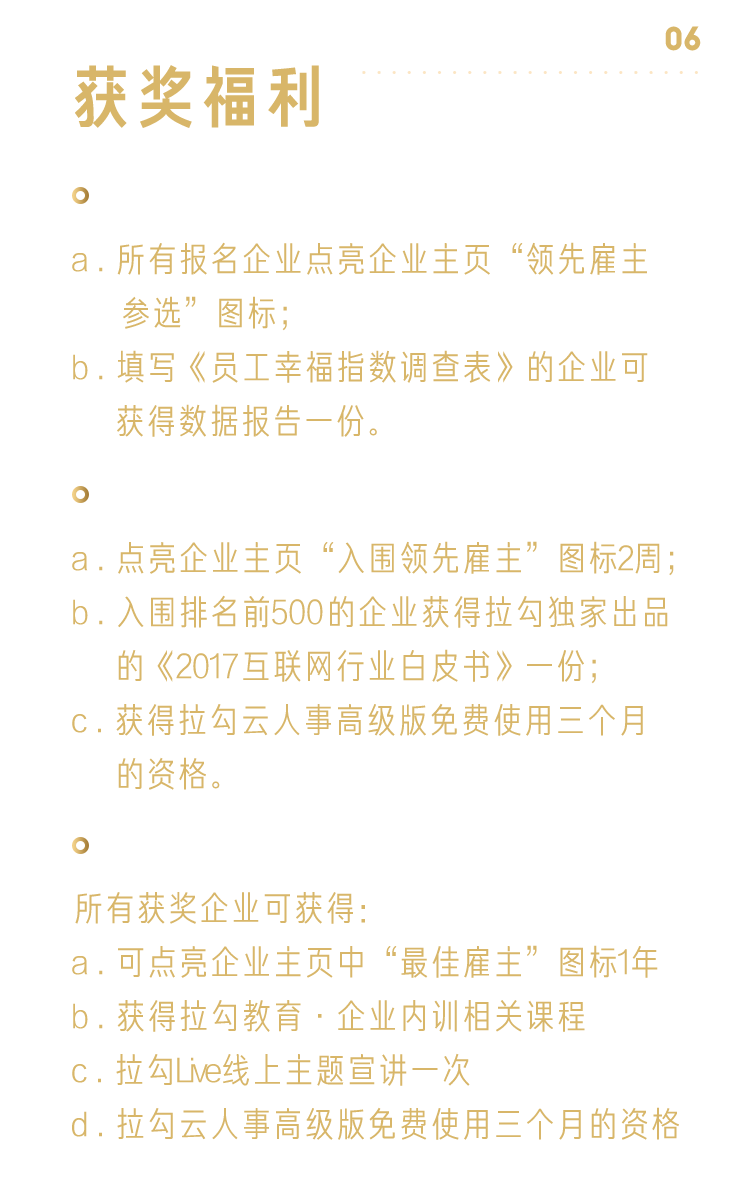 06
获奖福利
a. 所有报名企业点亮企业主页“领先雇主
参选”图标；
b. 填写《员工幸福指数调查表》的企业可
获得数据报告一份。
a. 点亮企业主页“入围领先雇主”图标2周；
b. 入围排名前500的企业获得拉勾独家出品
的《2017互联网行业白皮书》一份；
c. 获得拉勾云人事高级版免费使用三个月
的资格。
所有获奖企业可获得：
a. 可点亮企业主页中“最佳雇主”图标1年
b. 获得拉勾教育·企业内训相关课程
c. 拉勾Live线上主题宣讲一次
d. 拉勾云人事高级版免费使用三个月的资格